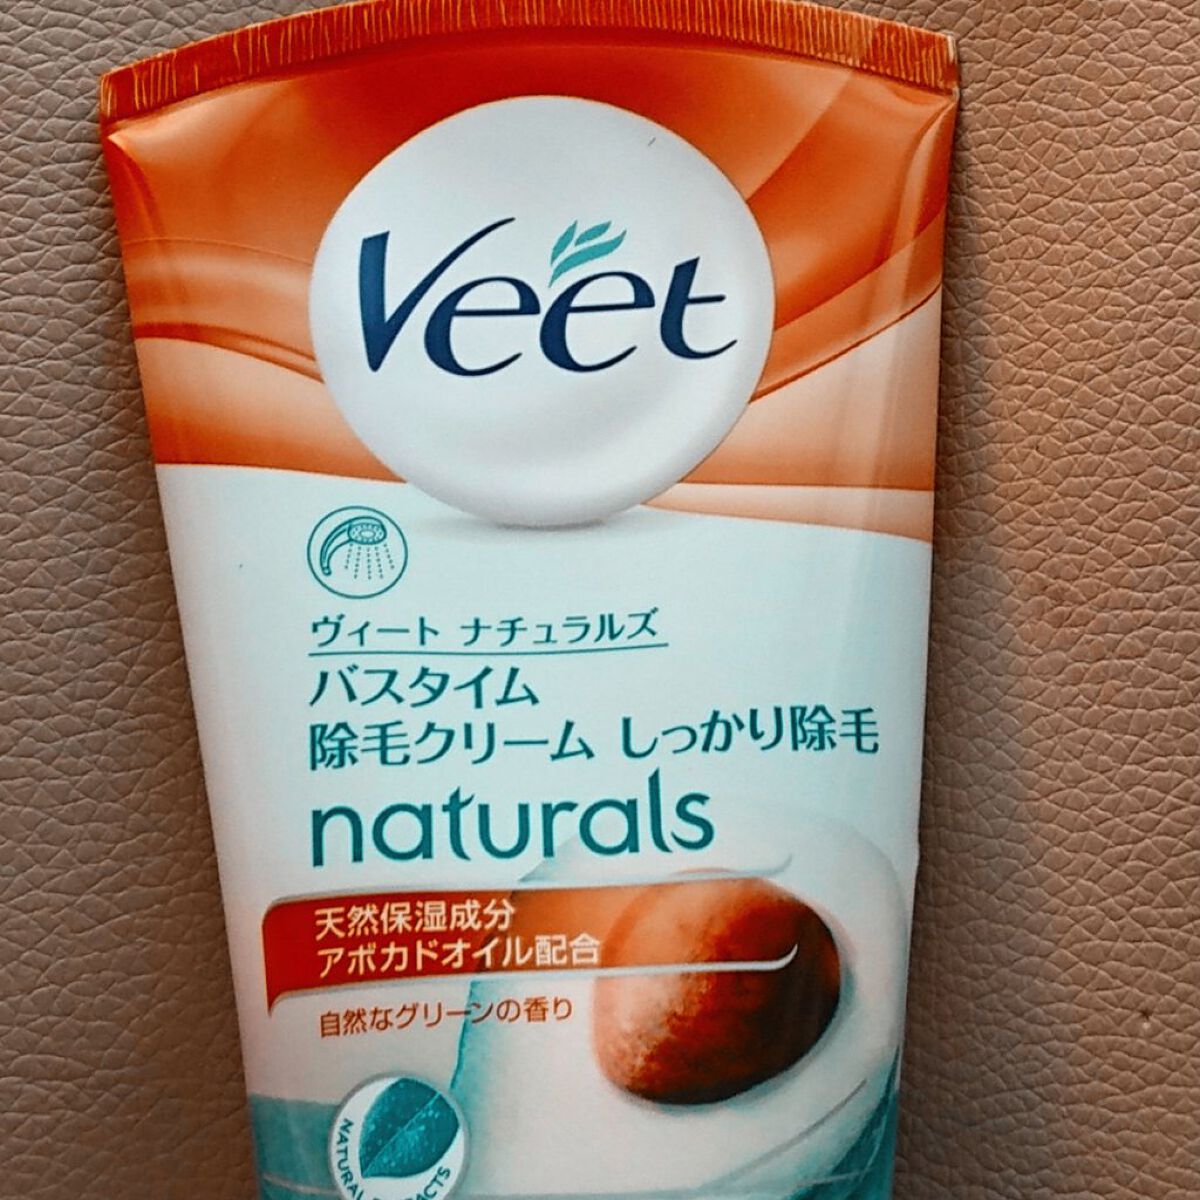 Veet
ヴィート ナチュラルズ
バスタイム
除毛クリーム しっかり除毛
naturals
天然保湿成分
アボカドオイル配合
自然なグリーンの香り
NATURAL